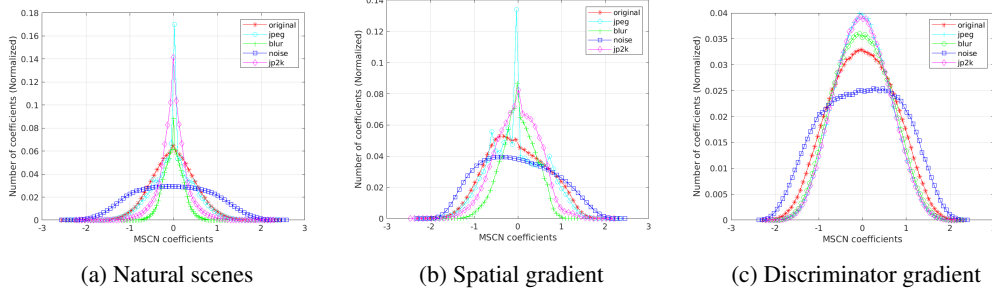 0.18
0.16
0.14
0.12
0.1
0.08
0.06
0.04
0.02
0
-3 -2 -1 0 1 2 3
Number of coefficients (Normalized)
MSCN coefficients
original
jpeg
blur
noise
jp2k
(a) Natural scenes
0.14
0.12
0.1
0.08
0.06
0.04
0.02
0
-3 -2 -1 0 1 2 3
Number of coefficients (Normalized)
MSCN coefficients
original
jpeg
blur
noise
jp2k
(b) Spatial gradient
0.04
0.035
0.03
0.025
0.02
0.015
0.01
0.005
0
-3 -2 -1 0 1 2 3
Number of coefficients (Normalized)
MSCN coefficients
original
jpeg
blur
noise
jp2k
(c) Discriminator gradient